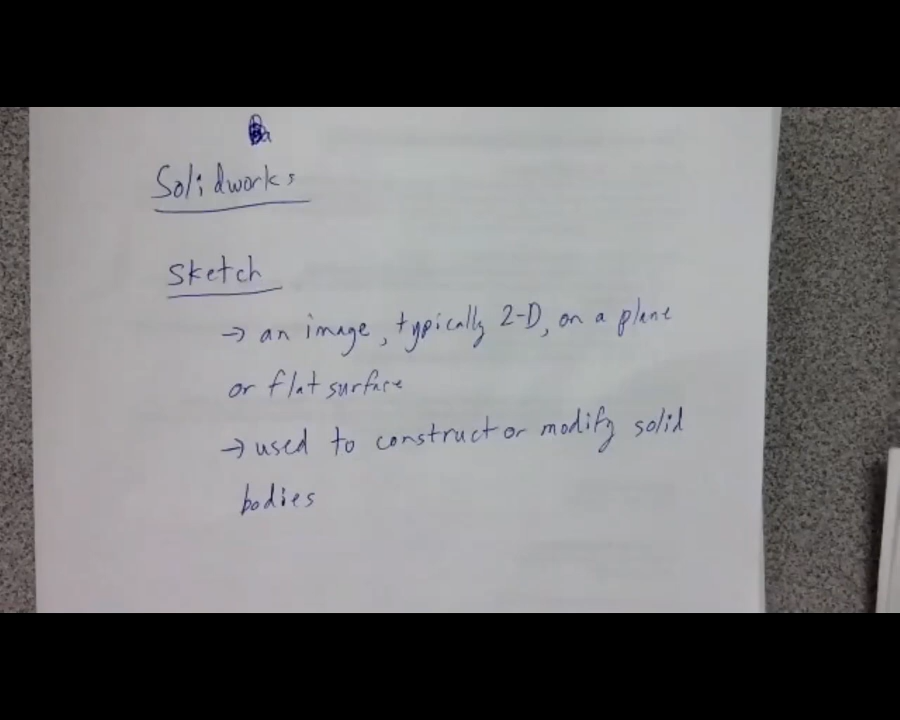 Solidworks
Sketch
→ an image, typically 2-D, on a plane
or flat surface
→ used to construct or modify solid
bodies